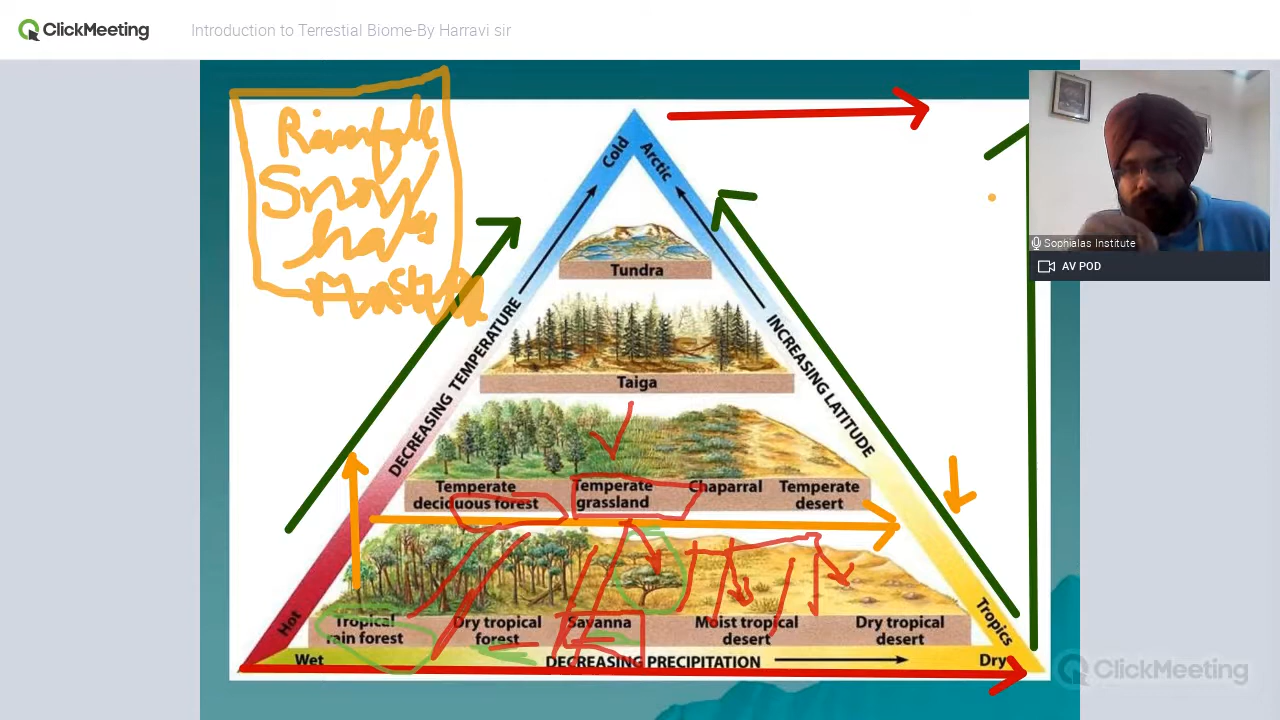 ClickMeeting
Introduction to Terrestial Biome-By Harravi sir
Rainfall
Snow
Cold
Arctic
Sophialas Institute
AV POD
Tundra
DECREASING TEMPERATURE
INCREASING LATITUDE
Taiga
Temperate deciduous forest
Temperate grassland
Chaparral
Temperate desert
Hot
Tropics
Tropical rain forest
Dry tropical forest
Savanna
Moist tropical desert
Dry tropical desert
Wet
DECREASING PRECIPITATION
Dry
ClickMeeting